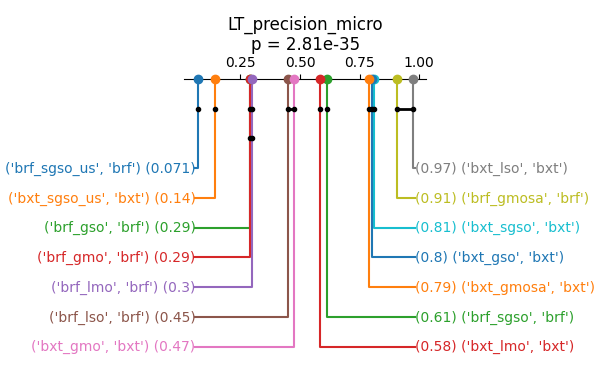 LT_precision_micro
p = 2.81e-35
0.25 0.50 0.75 1.00
('brf_sgso_us', 'brf') (0.071)
('bxt_sgso_us', 'bxt') (0.14)
('brf_gso', 'brf') (0.29)
('brf_gmo', 'brf') (0.29)
('brf_lmo', 'brf') (0.3)
('brf_lso', 'brf') (0.45)
('bxt_gmo', 'bxt') (0.47)
(0.97) ('bxt_lso', 'bxt')
(0.91) ('brf_gmosa', 'brf')
(0.81) ('bxt_sgso', 'bxt')
(0.8) ('bxt_gso', 'bxt')
(0.79) ('bxt_gmosa', 'bxt')
(0.61) ('brf_sgso', 'brf')
(0.58) ('bxt_lmo', 'bxt')